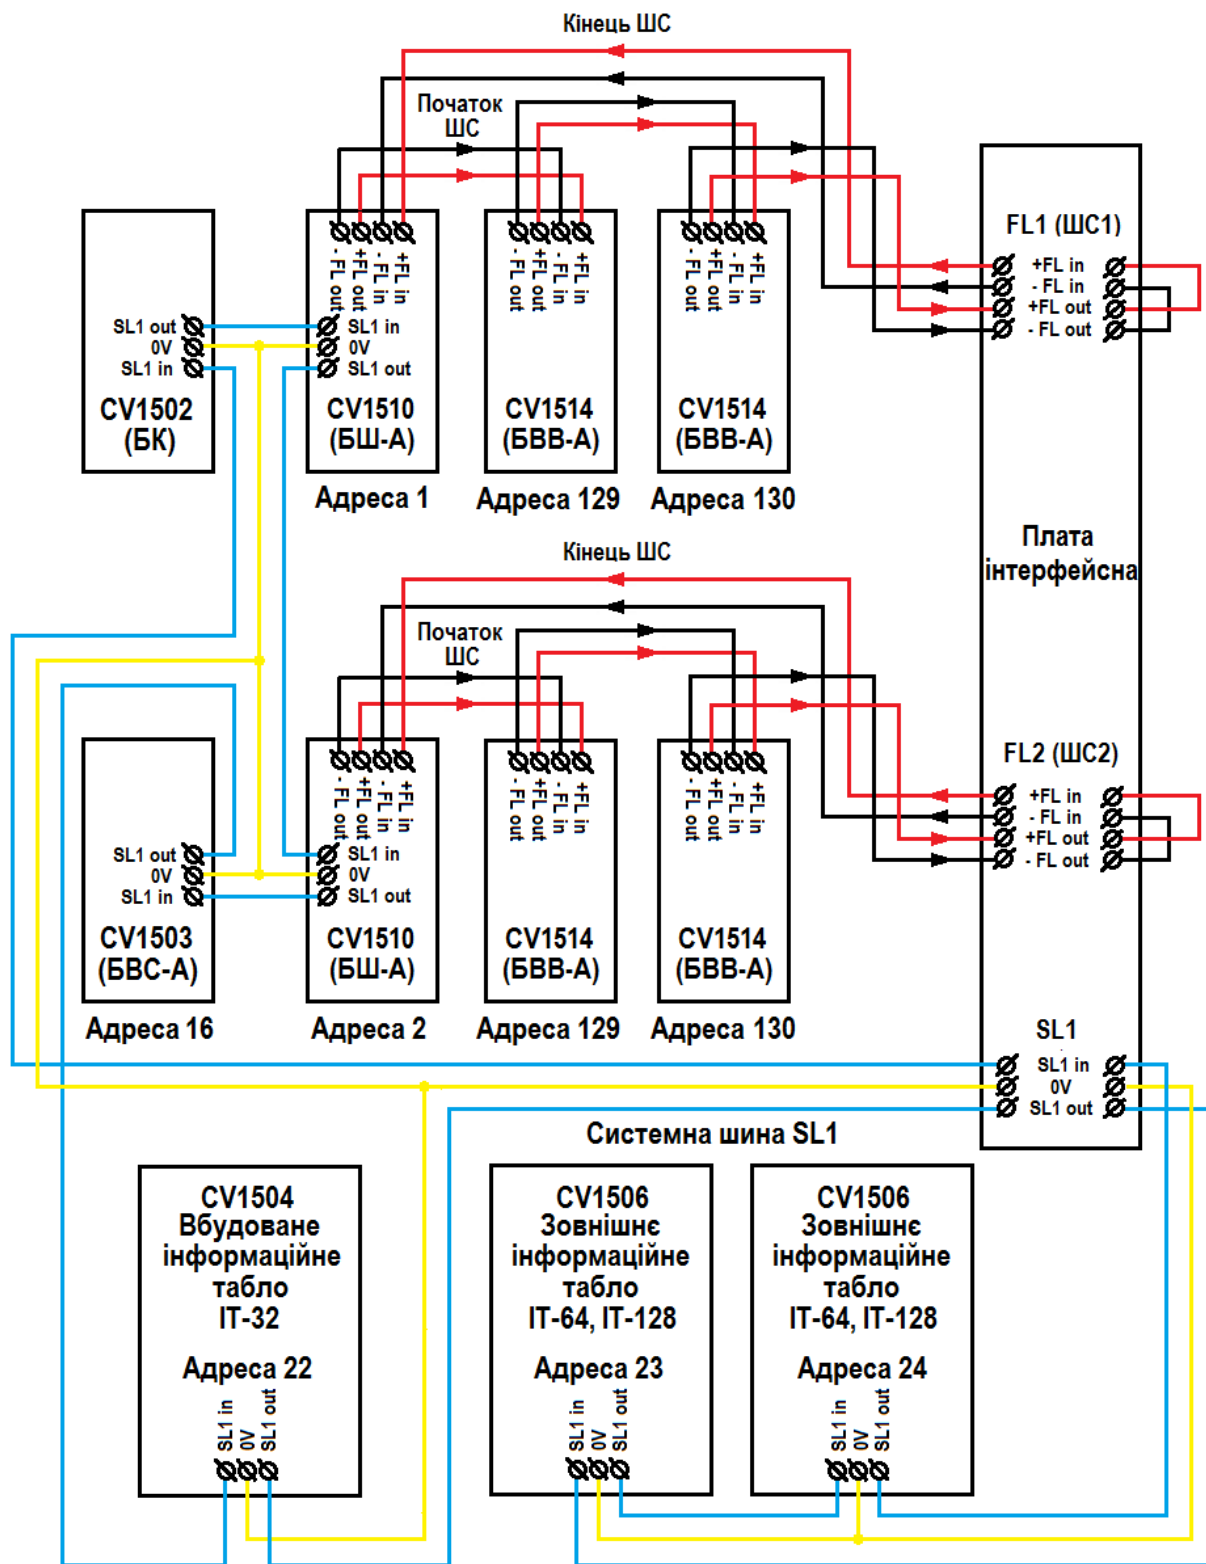 Кінець ШС
Початок
ШС
- FL out
+FL out
- FL in
+FL in
- FL out
+FL out
- FL in
+FL in
- FL out
+FL out
- FL in
+FL in
FL1 (ШС1)
+FL in
- FL in
+FL out
- FL out
SL1 out
0V
SL1 in
CV1502
(БК)
SL1 in
0V
SL1 out
CV1510
(БШ-А)
CV1514
(БВВ-А)
CV1514
(БВВ-А)
Адреса 1
Адреса 129
Адреса 130
Плата
інтерфейсна
Кінець ШС
Початок
ШС
- FL out
+FL out
- FL in
+FL in
- FL out
+FL out
- FL in
+FL in
- FL out
+FL out
- FL in
+FL in
FL2 (ШС2)
+FL in
- FL in
+FL out
- FL out
SL1 out
0V
SL1 in
CV1503
(БВС-А)
SL1 in
0V
SL1 out
CV1510
(БШ-А)
CV1514
(БВВ-А)
CV1514
(БВВ-А)
Адреса 16
Адреса 2
Адреса 129
Адреса 130
SL1
SL1 in
0V
SL1 out
Системна шина SL1
CV1504
Вбудоване
інформаційне
табло
ІТ-32
Адреса 22
SL1 in
0V
SL1 out
CV1506
Зовнішнє
інформаційне
табло
ІТ-64, ІТ-128
Адреса 23
SL1 in
0V
SL1 out
CV1506
Зовнішнє
інформаційне
табло
ІТ-64, ІТ-128
Адреса 24
SL1 in
0V
SL1 out